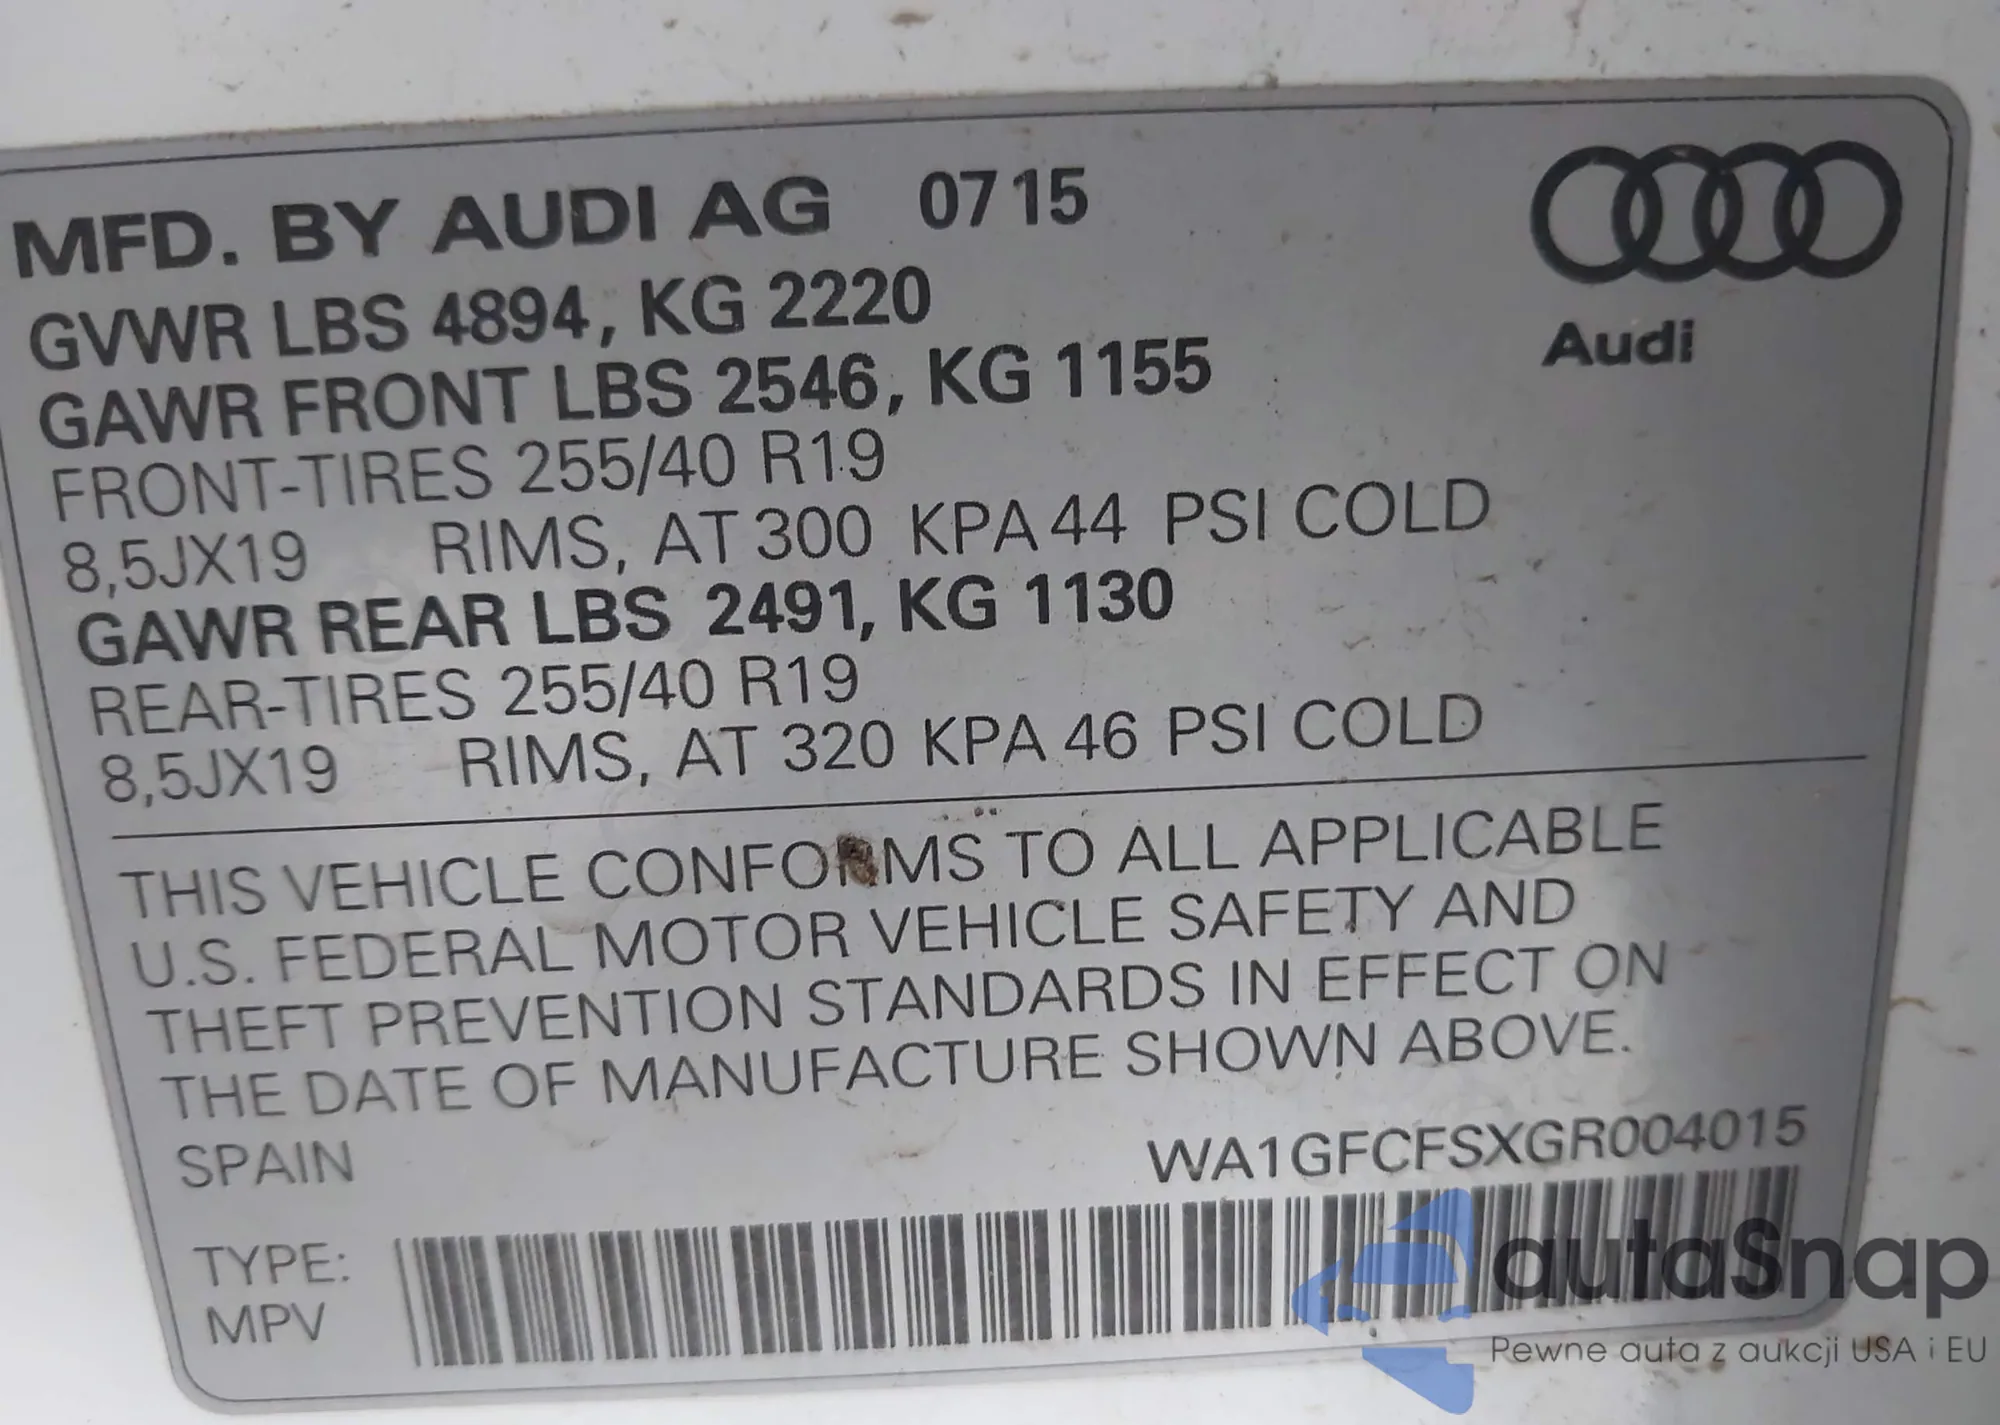 MFD. BY AUDI AG 07 15
Audi
GVWR LBS 4894, KG 2220
GAWR FRONT LBS 2546, KG 1155
FRONT-TIRES 255/40 R19
8,5JX19 RIMS, AT 300 KPA 44 PSI COLD
GAWR REAR LBS 2491, KG 1130
REAR-TIRES 255/40 R19
8,5JX19 RIMS, AT 320 KPA 46 PSI COLD
THIS VEHICLE CONFORMS TO ALL APPLICABLE
U.S. FEDERAL MOTOR VEHICLE SAFETY AND
THEFT PREVENTION STANDARDS IN EFFECT ON
THE DATE OF MANUFACTURE SHOWN ABOVE.
SPAIN WA1GFCFSXGR004015
TYPE:
MPV
autaSnap
Pewne auta z aukcji USA i EU